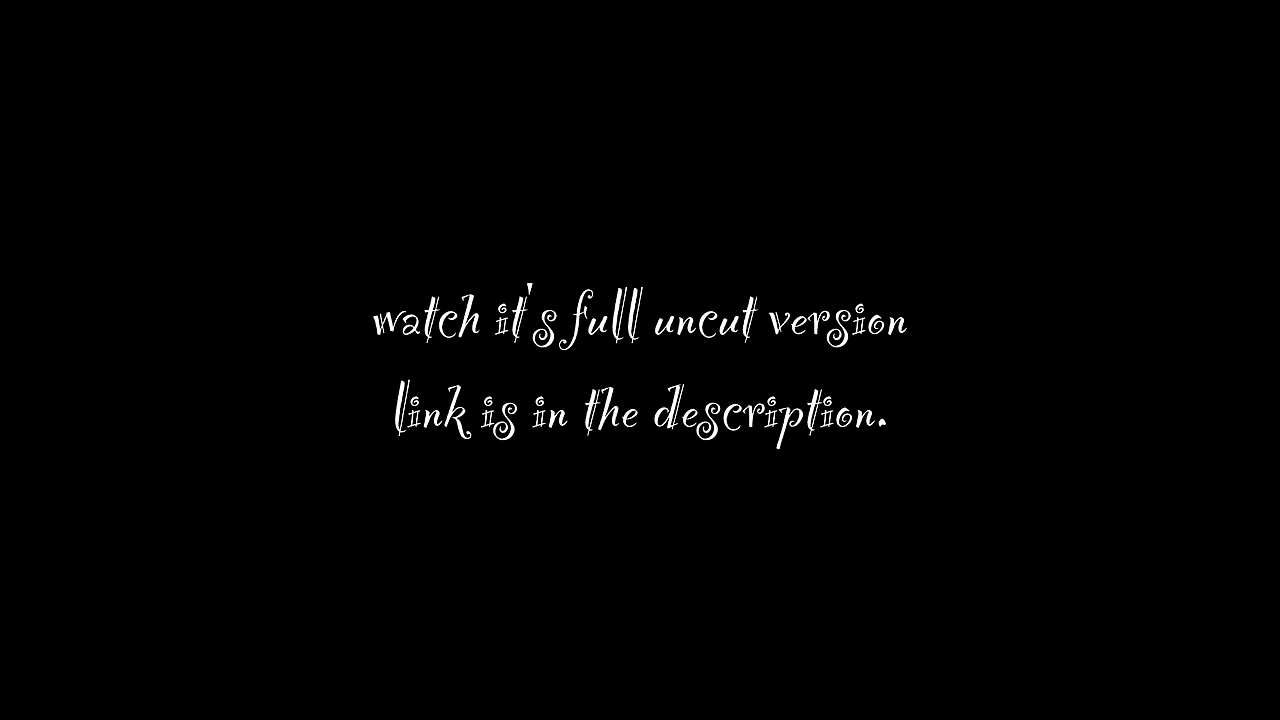 watch it's full uncut version
link is in the description.